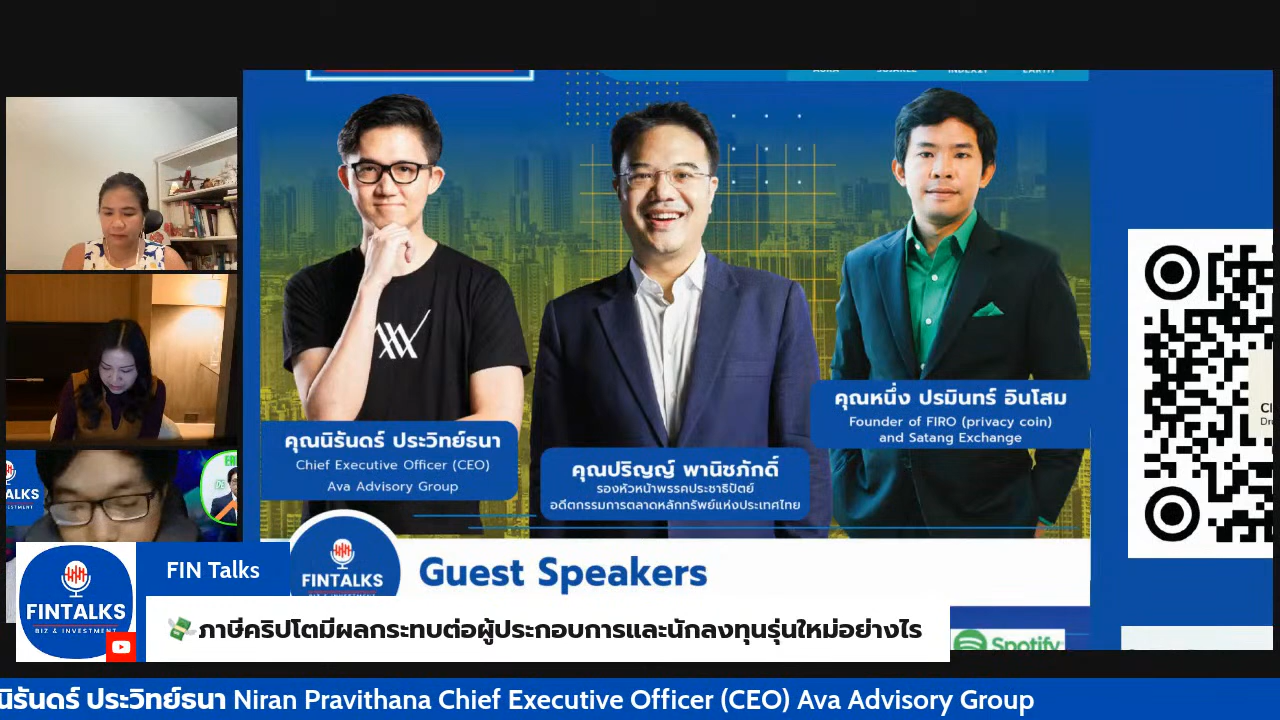 AURA
INDEXIT
EARTH
คุณหนึ่ง ปรมินทร์ อินโสม
Founder of FIRO (privacy coin)
and Satang Exchange
คุณนิรันดร์ ประวิทย์ธนา
Chief Executive Officer (CEO)
Ava Advisory Group
คุณปริญญ์ พานิชภักดิ์
รองหัวหน้าพรรคประชาธิปัตย์
อดีตกรรมการตลาดหลักทรัพย์แห่งประเทศไทย
FINTALKS
Guest Speakers
FIN Talks
FINTALKS
BIZ & INVESTMENT
💸ภาษีคริปโตมีผลกระทบต่อผู้ประกอบการและนักลงทุนรุ่นใหม่อย่างไร
Spotify
นิรันดร์ ประวิทย์ธนา Niran Pravithana Chief Executive Officer (CEO) Ava Advisory Group